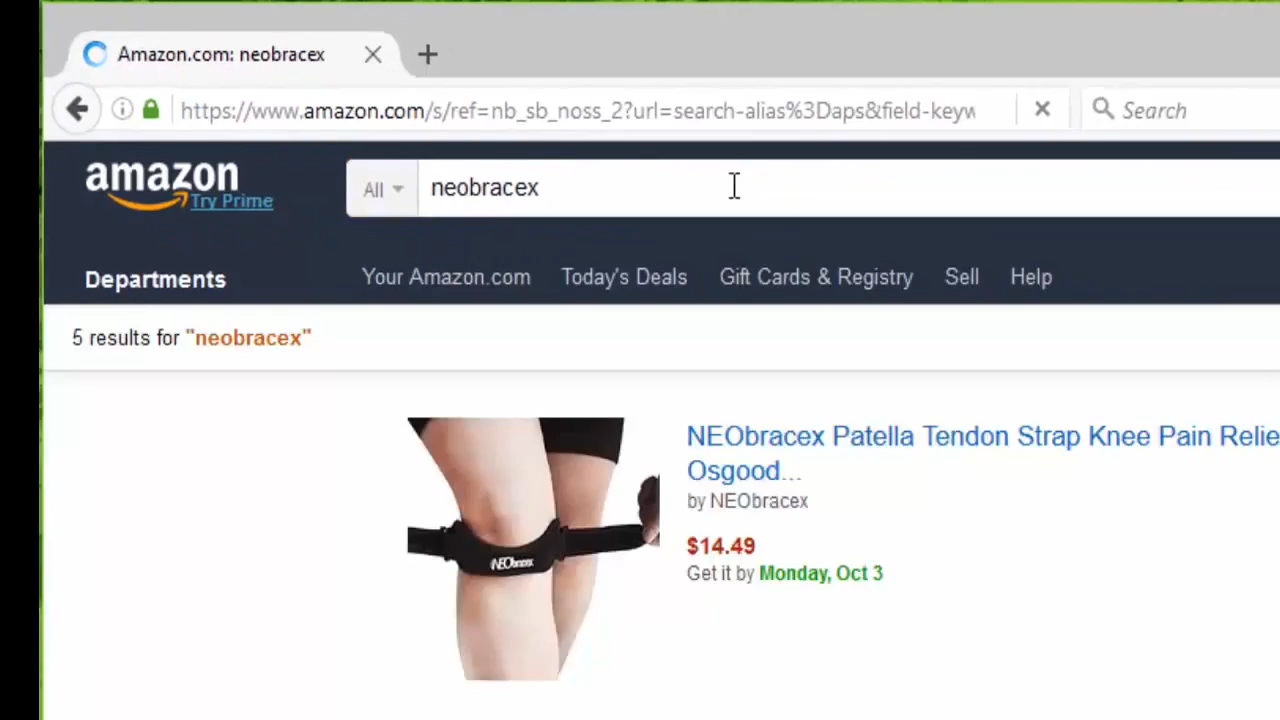 Amazon.com: neobracex
https://www.amazon.com/s/ref=nb_sb_noss_2?url=search-alias%3Daps&field-keyw
Search
amazon
Try Prime
All
neobracex
Departments
Your Amazon.com
Today's Deals
Gift Cards & Registry
Sell
Help
5 results for "neobracex"
NEObracex Patella Tendon Strap Knee Pain Relie
Osgood...
by NEObracex
$14.49
Get it by Monday, Oct 3
NEObracex